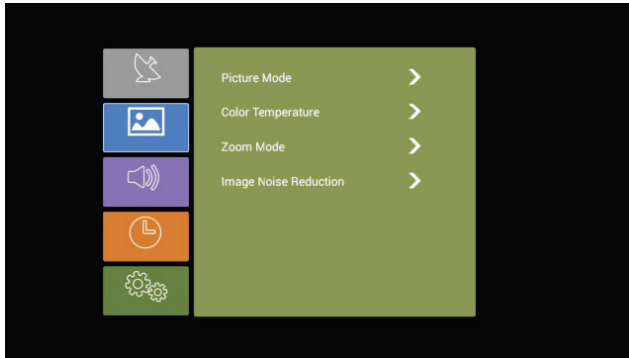 Picture Mode
Color Temperature
Zoom Mode
Image Noise Reduction